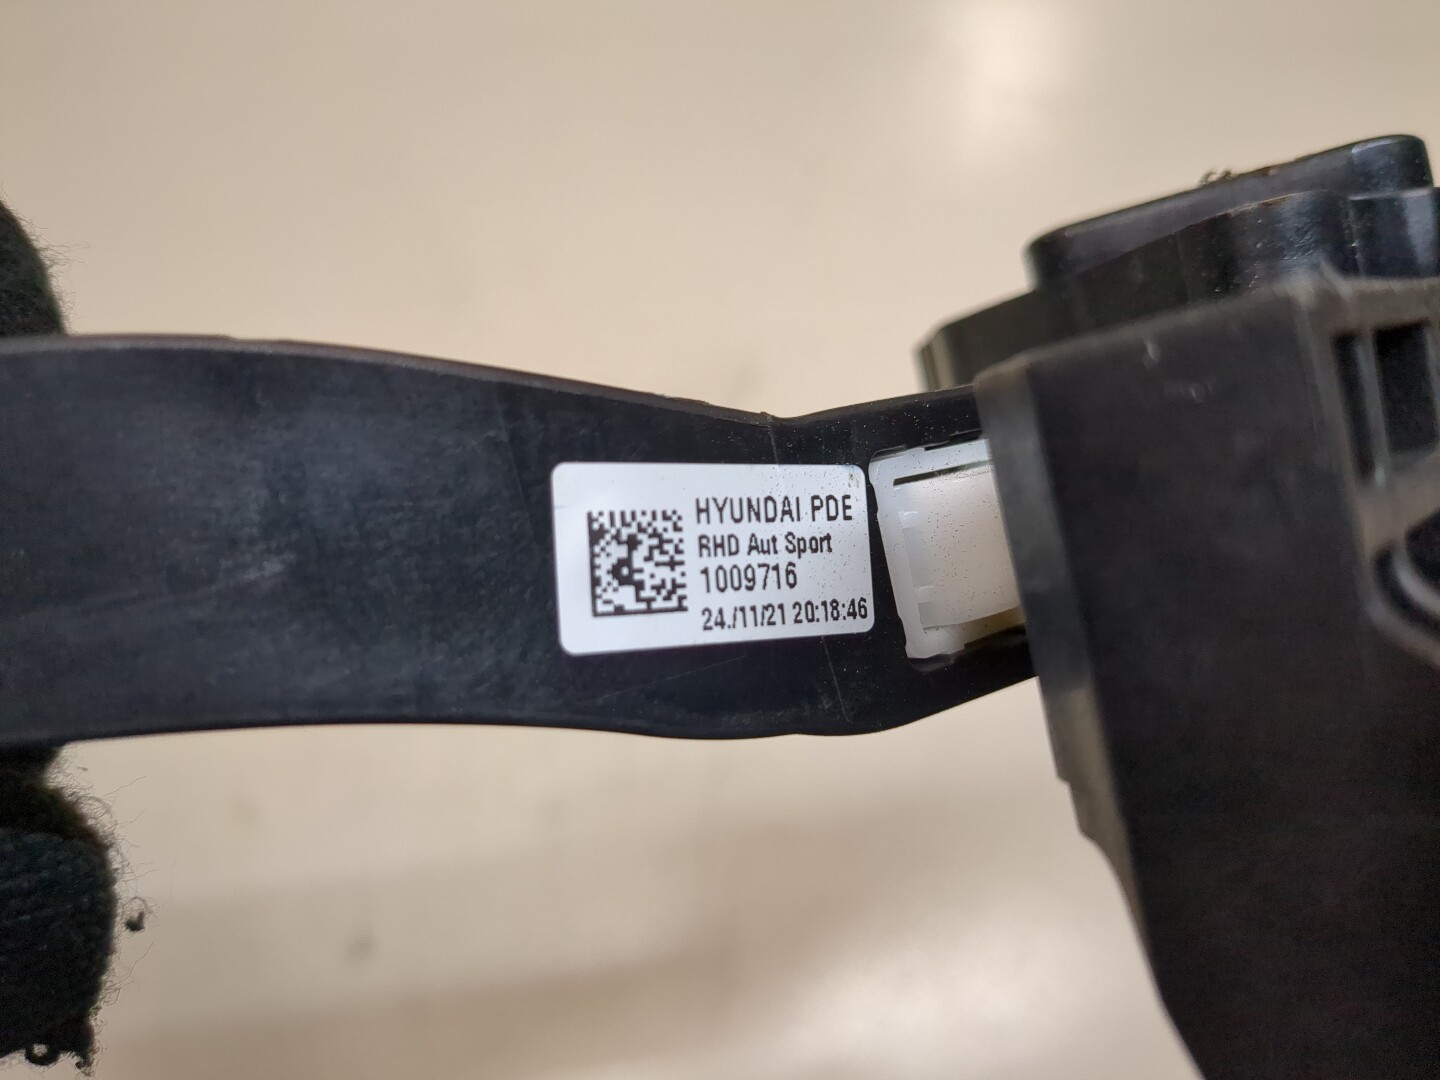 HYUNDAI PDE
RHD Aut Sport
1009716
24./11/21 20:18:46